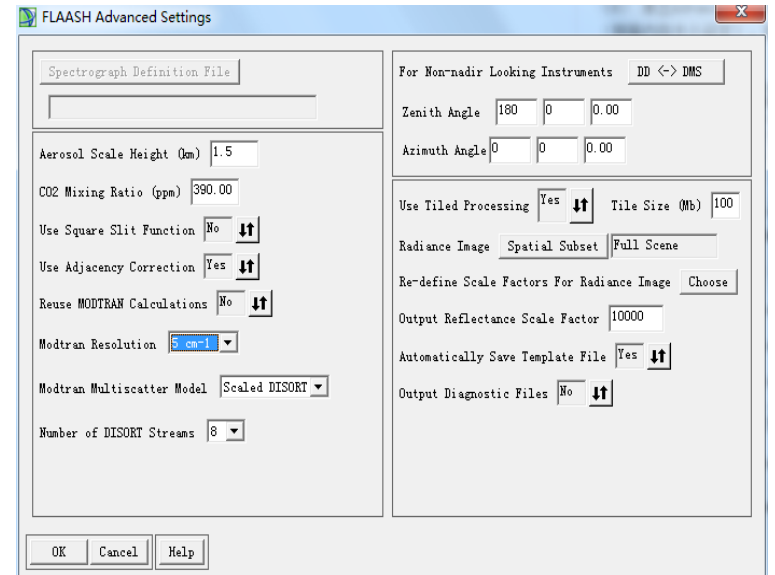 FLAASH Advanced Settings
x
Spectrograph Definition File
Aerosol Scale Height (km) 1.5
CO2 Mixing Ratio (ppm) 390.00
Use Square Slit Function No
Use Adjacency Correction Yes
Reuse MODTRAN Calculations No
Modtran Resolution 5 cm-1
Modtran Multiscatter Model Scaled DISORT
Number of DISORT Streams 8
For Non-nadir Looking Instruments DD <-> DMS
Zenith Angle 180 0 0.00
Azimuth Angle 0 0 0.00
Use Tiled Processing Yes Tile Size (Mb) 100
Radiance Image Spatial Subset Full Scene
Re-define Scale Factors For Radiance Image Choose
Output Reflectance Scale Factor 10000
Automatically Save Template File Yes
Output Diagnostic Files No
OK Cancel Help